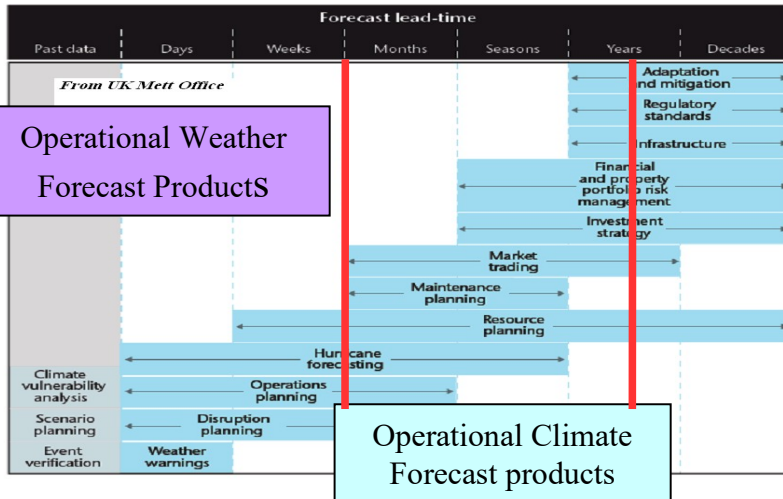 Forecast lead-time
Past data Days Weeks Months Seasons Years Decades
From UK Mett Office
Adaptation
and mitigation
Regulatory
standards
Infrastructure
Operational Weather
Forecast Products
Financial
and property
portfolio risk
management
Investment
strategy
Market
trading
Maintenance
planning
Resource
planning
Hurricane
forecasting
Climate
vulnerability
analysis
Operations
planning
Scenario
planning
Disruption
planning
Event
verification
Weather
warnings
Operational Climate
Forecast products